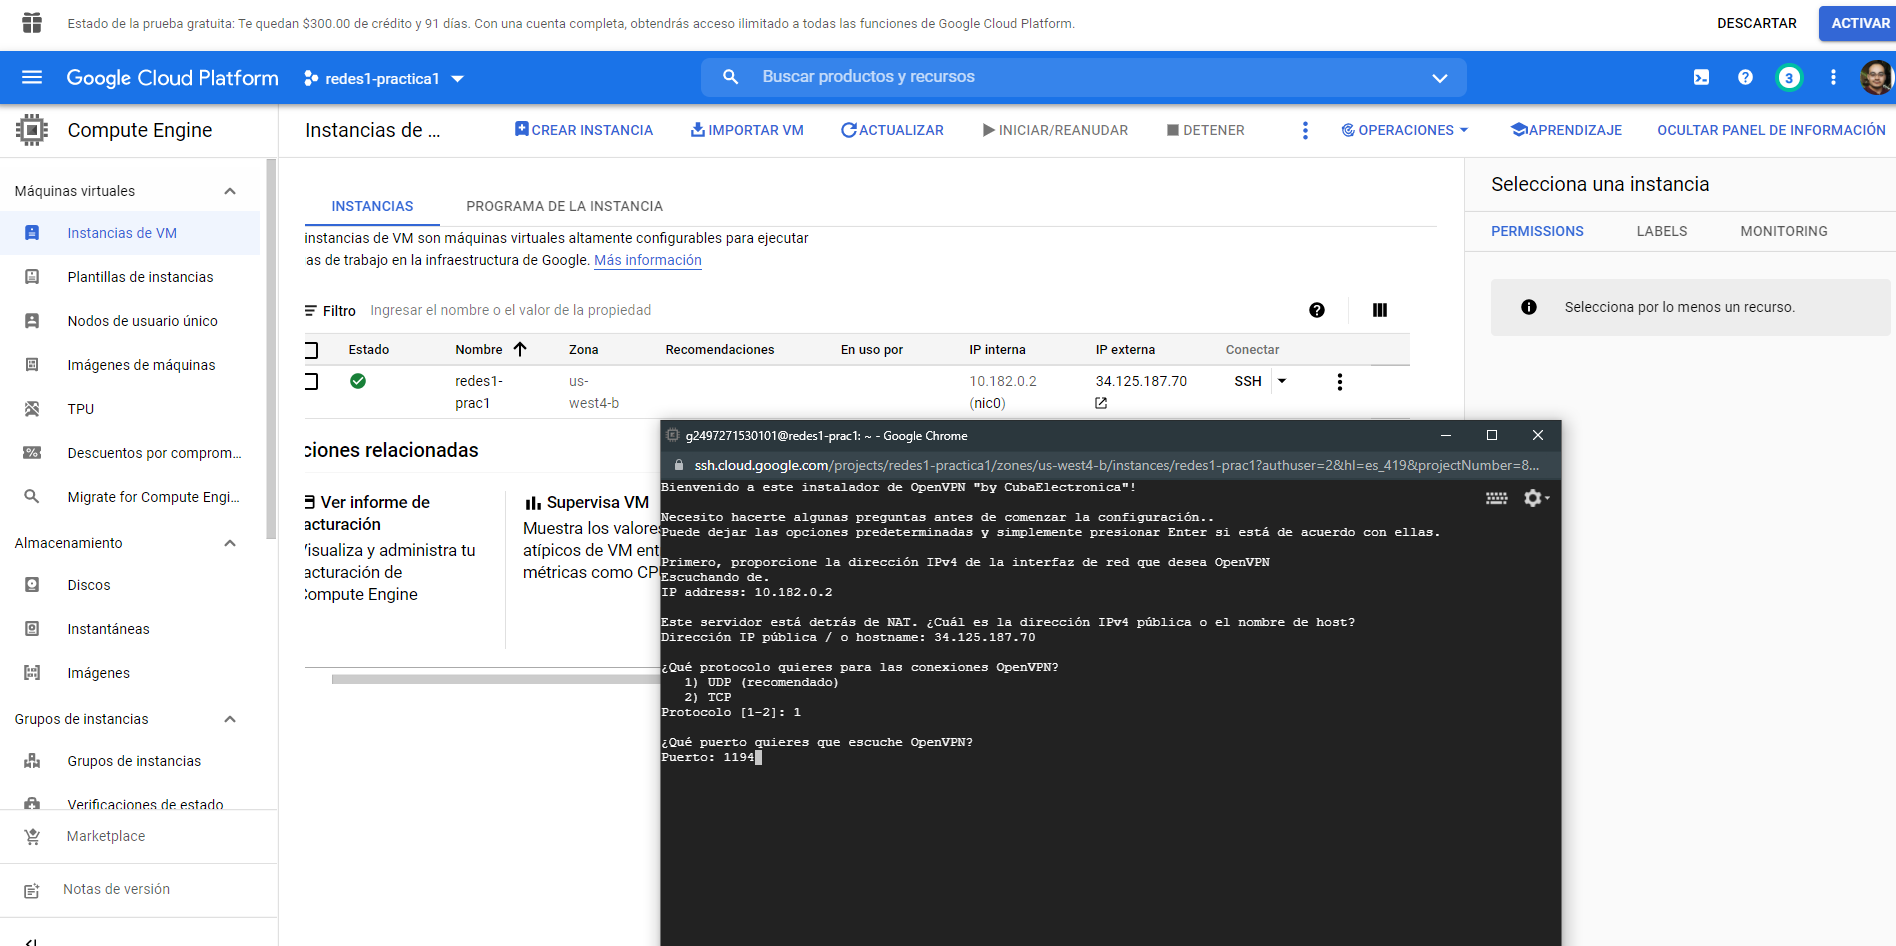 Estado de la prueba gratuita: Te quedan $300.00 de crédito y 91 días. Con una cuenta completa, obtendrás acceso ilimitado a todas las funciones de Google Cloud Platform.
DESCARTAR
ACTIVAR
Google Cloud Platform
redes1-practica1
Buscar productos y recursos
3
Compute Engine
Instancias de ...
CREAR INSTANCIA
IMPORTAR VM
ACTUALIZAR
INICIAR/REANUDAR
DETENER
OPERACIONES
APRENDIZAJE
OCULTAR PANEL DE INFORMACIÓN
Máquinas virtuales
Instancias de VM
Plantillas de instancias
Nodos de usuario único
Imágenes de máquinas
TPU
Descuentos por comprom...
Migrate for Compute Engi...
Almacenamiento
Discos
Instantáneas
Imágenes
Grupos de instancias
Grupos de instancias
Verificaciones de estado
Marketplace
Notas de versión
INSTANCIAS
PROGRAMA DE LA INSTANCIA
instancias de VM son máquinas virtuales altamente configurables para ejecutar
as de trabajo en la infraestructura de Google. Más información
Filtro
Ingresar el nombre o el valor de la propiedad
Estado
Nombre
Zona
Recomendaciones
En uso por
IP interna
IP externa
Conectar
redes1-
prac1
us-
west4-b
10.182.0.2
(nic0)
34.125.187.70
SSH
ciones relacionadas
Ver informe de
acturación
Visualiza y administra tu
acturación de
Compute Engine
Supervisa VM
Muestra los valores
atípicos de VM ent
métricas como CP
Selecciona una instancia
PERMISSIONS
LABELS
MONITORING
Selecciona por lo menos un recurso.
g2497271530101@redes1-prac1: ~ - Google Chrome
ssh.cloud.google.com/projects/redes1-practica1/zones/us-west4-b/instances/redes1-prac1?authuser=2&hl=es_419&projectNumber=8...
Bienvenido a este instalador de OpenVPN "by CubaElectronica"!
Necesito hacerte algunas preguntas antes de comenzar la configuración..
Puede dejar las opciones predeterminadas y simplemente presionar Enter si está de acuerdo con ellas.
Primero, proporcione la dirección IPv4 de la interfaz de red que desea OpenVPN
Escuchando de.
IP address: 10.182.0.2
Este servidor está detrás de NAT. ¿Cuál es la dirección IPv4 pública o el nombre de host?
Dirección IP pública / o hostname: 34.125.187.70
¿Qué protocolo quieres para las conexiones OpenVPN?
1) UDP (recomendado)
2) TCP
Protocolo [1-2]: 1
¿Qué puerto quieres que escuche OpenVPN?
Puerto: 1194